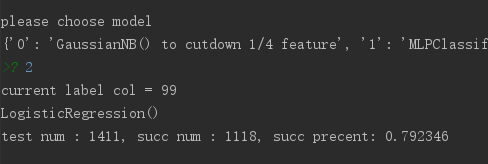 please choose model
{'0': 'GaussianNB() to cutdown 1/4 feature', '1': 'MLPClassif
>? 2
current label col = 99
LogisticRegression()
test num : 1411, succ num : 1118, succ precent: 0.792346